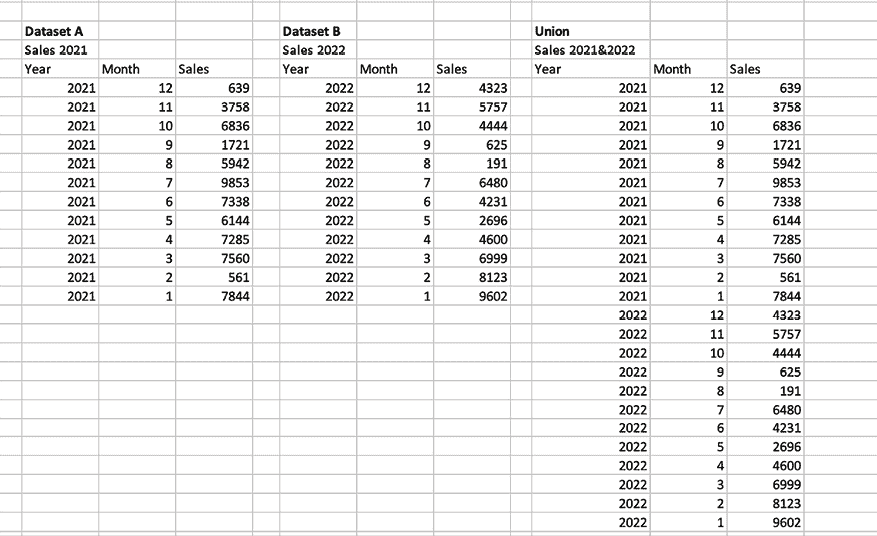 Dataset A Dataset B Union
Sales 2021 Sales 2022 Sales 2021&2022
Year Month Sales Year Month Sales Year Month Sales
2021 12 639 2022 12 4323 2021 12 639
2021 11 3758 2022 11 5757 2021 11 3758
2021 10 6836 2022 10 4444 2021 10 6836
2021 9 1721 2022 9 625 2021 9 1721
2021 8 5942 2022 8 191 2021 8 5942
2021 7 9853 2022 7 6480 2021 7 9853
2021 6 7338 2022 6 4231 2021 6 7338
2021 5 6144 2022 5 2696 2021 5 6144
2021 4 7285 2022 4 4600 2021 4 7285
2021 3 7560 2022 3 6999 2021 3 7560
2021 2 561 2022 2 8123 2021 2 561
2021 1 7844 2022 1 9602 2021 1 7844
2022 12 4323
2022 11 5757
2022 10 4444
2022 9 625
2022 8 191
2022 7 6480
2022 6 4231
2022 5 2696
2022 4 4600
2022 3 6999
2022 2 8123
2022 1 9602